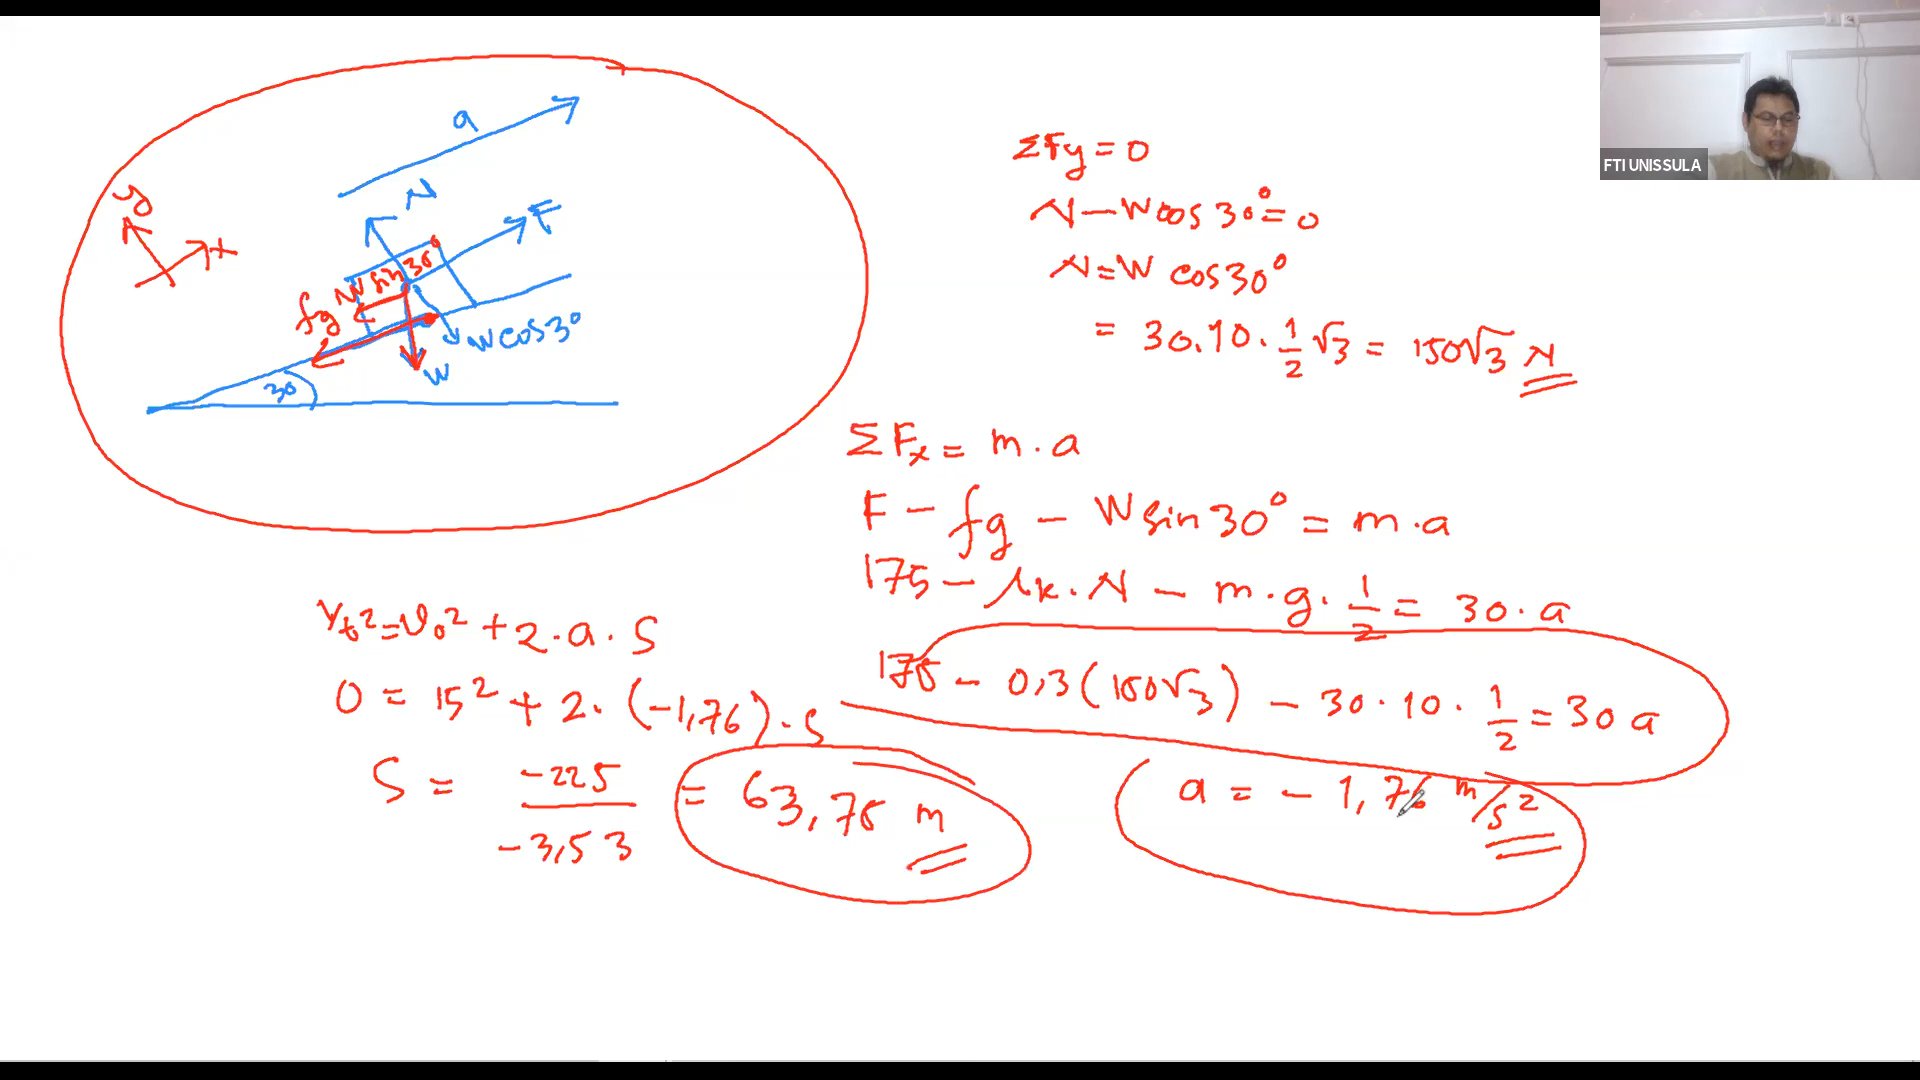 a
y
x
N
F
W sin 30
fg
W cos 30
W
30
ΣFy = 0
N - W cos 30° = 0
N = W cos 30°
= 30.10. 1/2 √3 = 150√3 N
ΣFx = m . a
F - fg - W sin 30° = m . a
175 - μk . N - m . g . 1/2 = 30 . a
175 - 0,3 (150√3) - 30 . 10 . 1/2 = 30 a
a = - 1,76 m/s²
Vt² = v₀² + 2 . a . S
0 = 15² + 2 . (-1,76) . S
S = -225 / -3,53 = 63,75 m
FTI UNISSULA